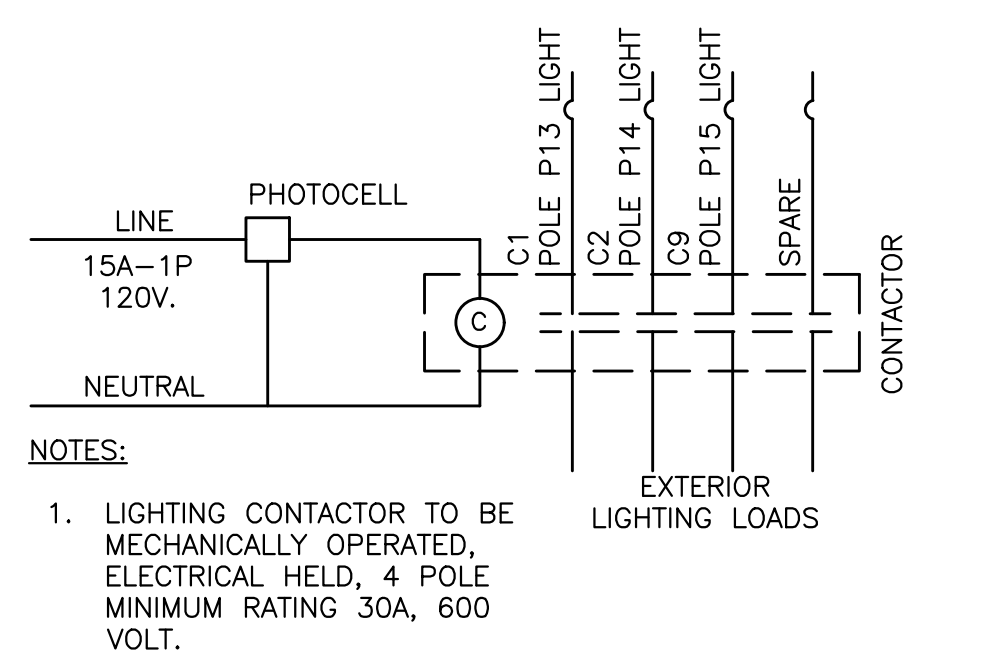 PHOTOCELL
LINE
15A-1P
120V.
NEUTRAL
C
C1
POLE P13 LIGHT
C2
POLE P14 LIGHT
C9
POLE P15 LIGHT
SPARE
CONTACTOR
EXTERIOR
LIGHTING LOADS
NOTES:
1. LIGHTING CONTACTOR TO BE
MECHANICALLY OPERATED,
ELECTRICAL HELD, 4 POLE
MINIMUM RATING 30A, 600
VOLT.